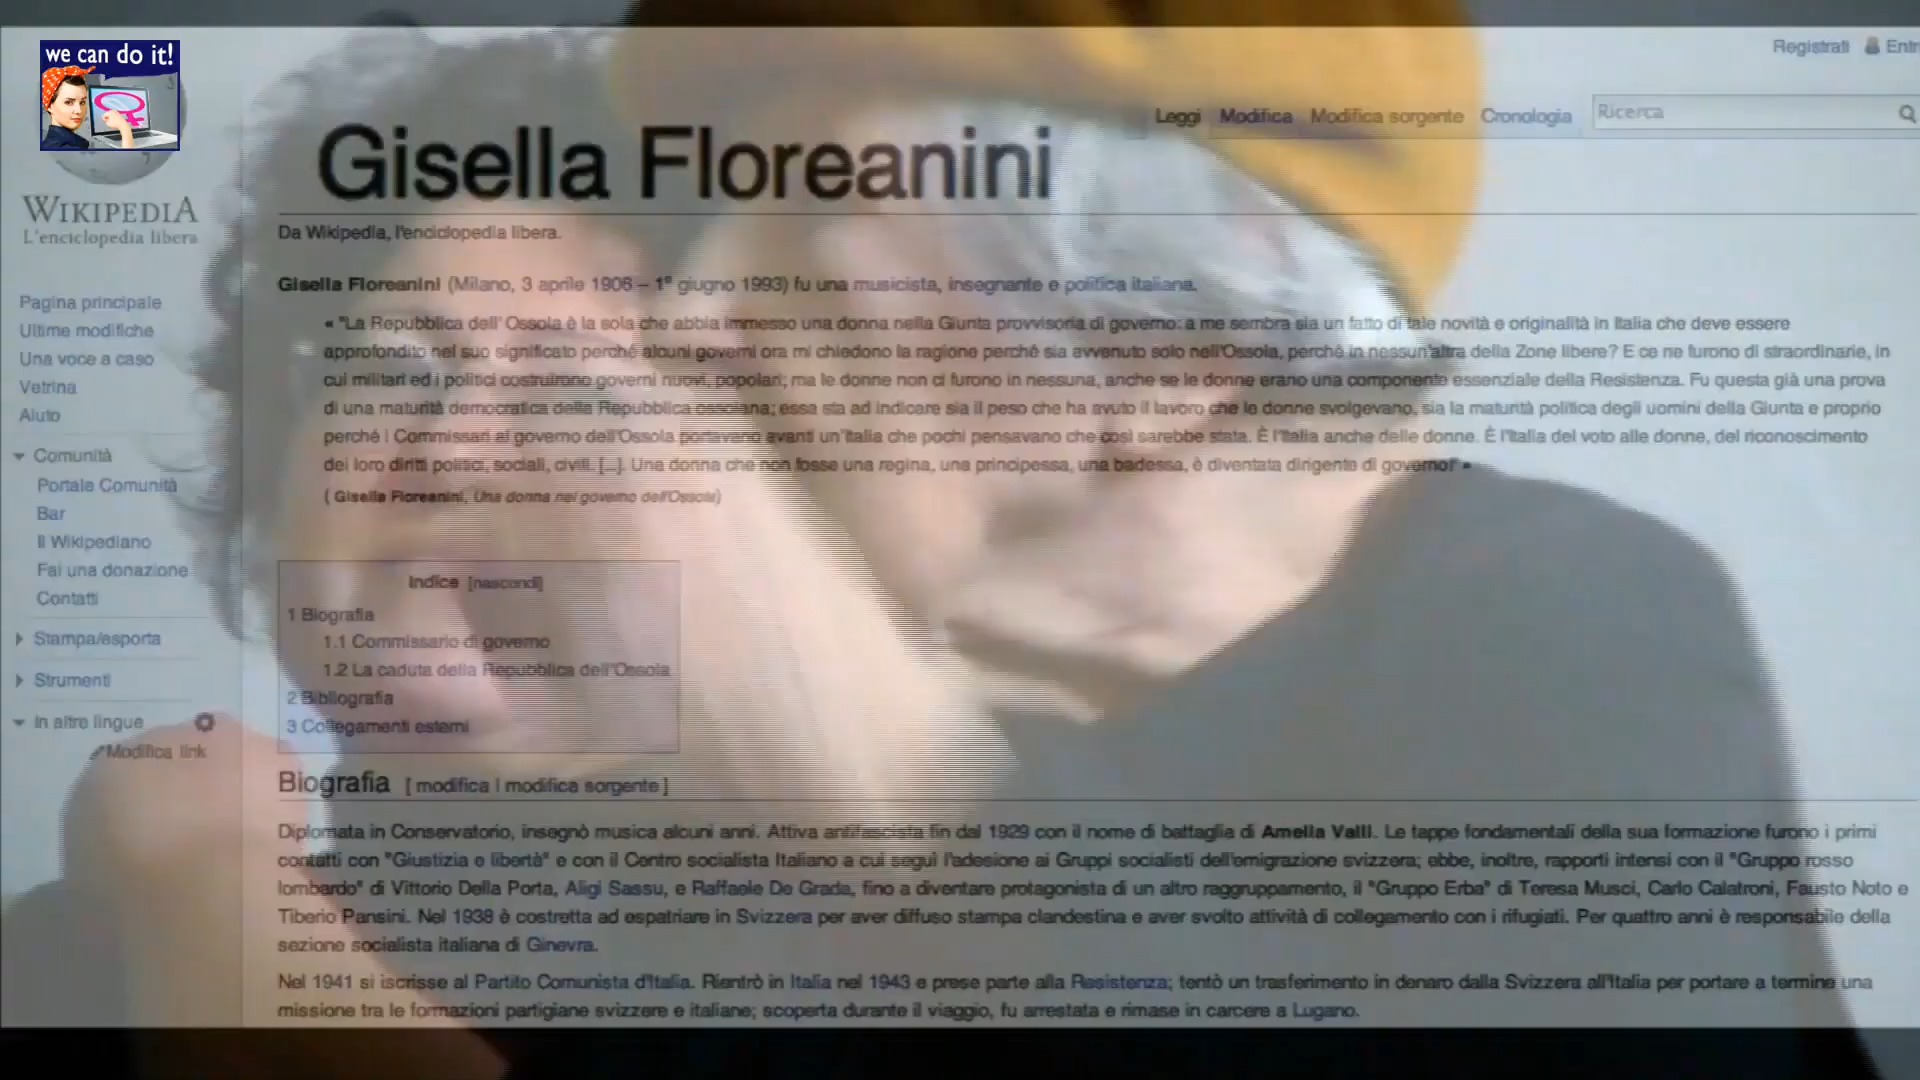 we can do it!
Registrati Entr
Leggi Modifica Modifica sorgente Cronologia Ricerca
Gisella Floreanini
WIKIPEDIA
L'enciclopedia libera
Da Wikipedia, l'enciclopedia libera.
Gisella Floreanini (Milano, 3 aprile 1906 – 1° giugno 1993) fu una musicista, insegnante e politica italiana.
« "La Repubblica dell' Ossola è la sola che abbia immesso una donna nella Giunta provvisoria di governo: a me sembra sia un fatto di tale novità e originalità in Italia che deve essere
approfondito nel suo significato perché alcuni governi ora mi chiedono la ragione perché sia avvenuto solo nell'Ossola, perché in nessun'altra della Zone libere? E ce ne furono di straordinarie, in
cui militari ed i politici costruirono governi nuovi, popolari; ma le donne non ci furono in nessuna, anche se le donne erano una componente essenziale della Resistenza. Fu questa già una prova
di una maturità democratica della Repubblica ossolana; essa sta ad indicare sia il peso che ha avuto il lavoro che le donne svolgevano, sia la maturità politica degli uomini della Giunta e proprio
perché i Commissari al governo dell'Ossola portavano avanti un'Italia che pochi pensavano che così sarebbe stata. È l'Italia anche delle donne. È l'Italia del voto alle donne, del riconoscimento
dei loro diritti politici, sociali, civili. [...]. Una donna che non fosse una regina, una principessa, una badessa, è diventata dirigente di governo!" »
( Gisella Floreanini, Una donna nel governo dell'Ossola)
Pagina principale
Ultime modifiche
Una voce a caso
Vetrina
Aiuto
Comunità
Portale Comunità
Bar
Il Wikipediano
Fai una donazione
Contatti
Stampa/esporta
Strumenti
In altre lingue
Modifica link
Indice [nascondi]
1 Biografia
1.1 Commissario di governo
1.2 La caduta della Repubblica dell'Ossola
2 Bibliografia
3 Collegamenti esterni
Biografia [ modifica | modifica sorgente ]
Diplomata in Conservatorio, insegnò musica alcuni anni. Attiva antifascista fin dal 1929 con il nome di battaglia di Amelia Valli. Le tappe fondamentali della sua formazione furono i primi
contatti con "Giustizia e libertà" e con il Centro socialista Italiano a cui seguì l'adesione ai Gruppi socialisti dell'emigrazione svizzera; ebbe, inoltre, rapporti intensi con il "Gruppo rosso
lombardo" di Vittorio Della Porta, Aligi Sassu, e Raffaele De Grada, fino a diventare protagonista di un altro raggruppamento, il "Gruppo Erba" di Teresa Musci, Carlo Calatroni, Fausto Noto e
Tiberio Pansini. Nel 1938 è costretta ad espatriare in Svizzera per aver diffuso stampa clandestina e aver svolto attività di collegamento con i rifugiati. Per quattro anni è responsabile della
sezione socialista italiana di Ginevra.
Nel 1941 si iscrisse al Partito Comunista d'Italia. Rientrò in Italia nel 1943 e prese parte alla Resistenza; tentò un trasferimento in denaro dalla Svizzera all'Italia per portare a termine una
missione tra le formazioni partigiane svizzere e italiane; scoperta durante il viaggio, fu arrestata e rimase in carcere a Lugano.